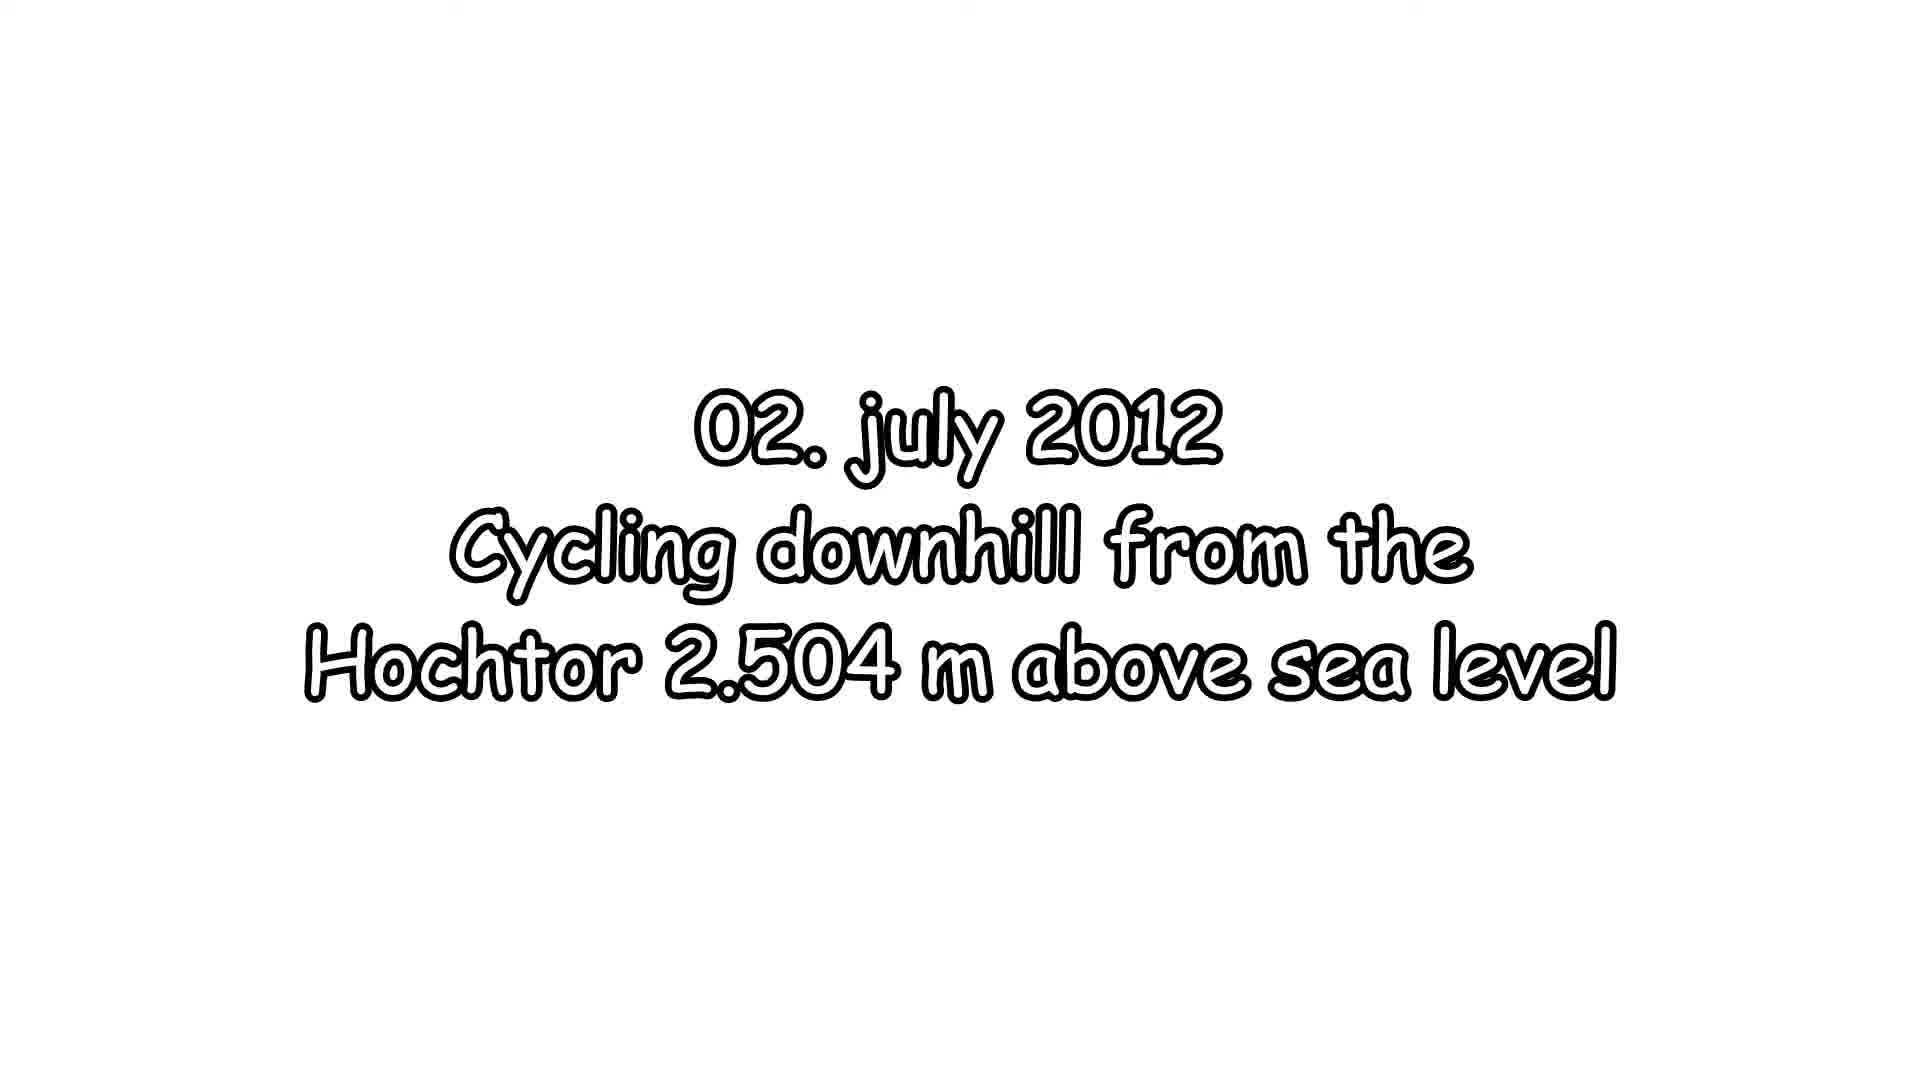 02. july 2012
Cycling downhill from the
Hochtor 2.504 m above sea level